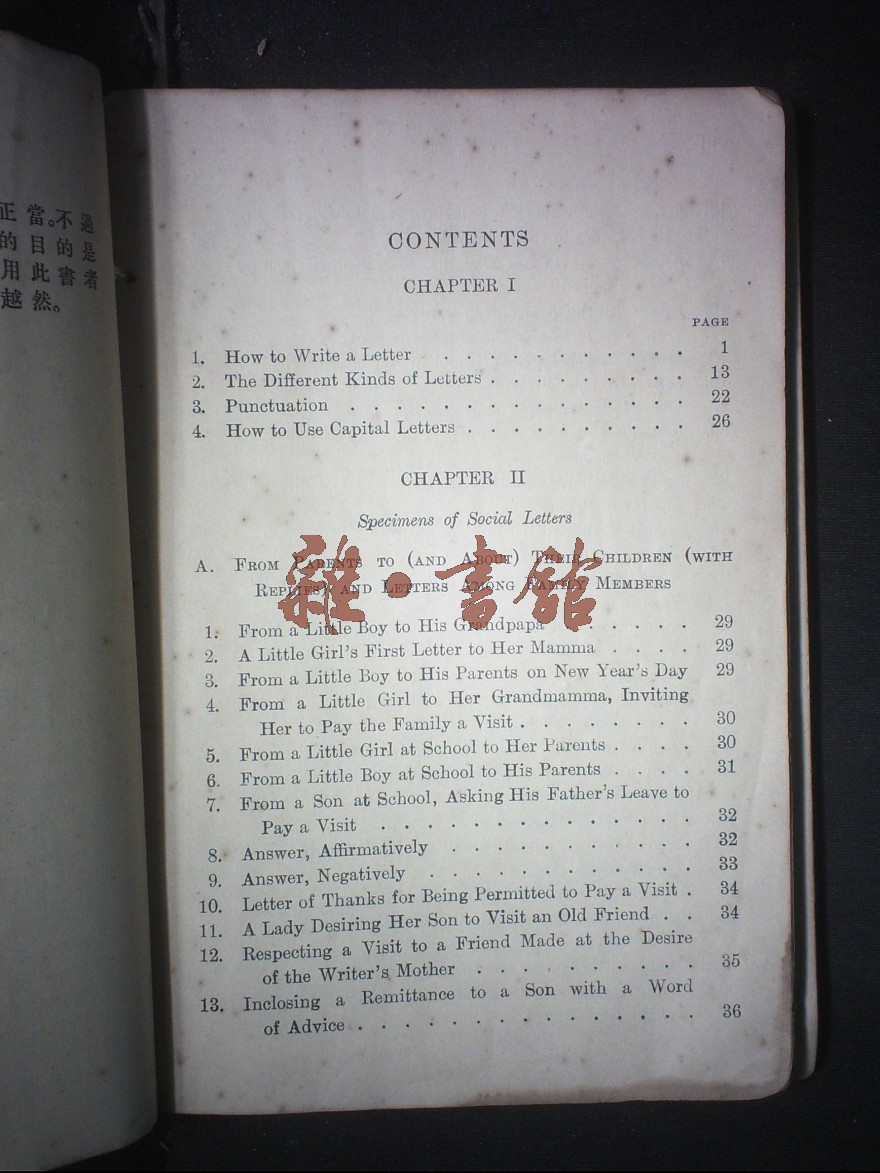 正當。不過
的目的是
用此書者
越然。
CONTENTS
CHAPTER I
PAGE
1. How to Write a Letter . . . . . . . . . . . 1
2. The Different Kinds of Letters . . . . . . . . . 13
3. Punctuation . . . . . . . . . . . . . . . 22
4. How to Use Capital Letters . . . . . . . . . . 26
CHAPTER II
Specimens of Social Letters
A. FROM PARENTS TO (AND ABOUT) THEIR CHILDREN (WITH
REPLIES) AND LETTERS AMONG FAMILY MEMBERS
雜·書館
1. From a Little Boy to His Grandpapa . . . . . . 29
2. A Little Girl's First Letter to Her Mamma . . . . 29
3. From a Little Boy to His Parents on New Year's Day 29
4. From a Little Girl to Her Grandmamma, Inviting
Her to Pay the Family a Visit . . . . . . . . 30
5. From a Little Girl at School to Her Parents . . . . 30
6. From a Little Boy at School to His Parents . . . . 31
7. From a Son at School, Asking His Father's Leave to
Pay a Visit . . . . . . . . . . . . . . 32
8. Answer, Affirmatively . . . . . . . . . . . 32
9. Answer, Negatively . . . . . . . . . . . . 33
10. Letter of Thanks for Being Permitted to Pay a Visit . 34
11. A Lady Desiring Her Son to Visit an Old Friend . . 34
12. Respecting a Visit to a Friend Made at the Desire
of the Writer's Mother . . . . . . . . . . 35
13. Inclosing a Remittance to a Son with a Word
of Advice . . . . . . . . . . . . . . . 36